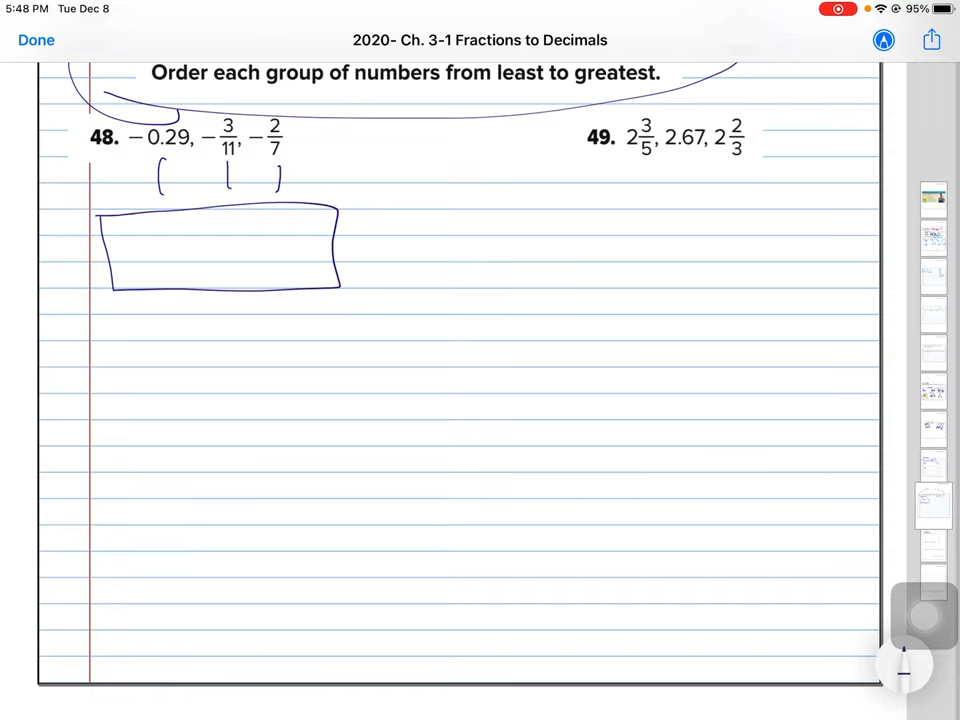 5:48 PM Tue Dec 8 95%
Done 2020- Ch. 3-1 Fractions to Decimals
Order each group of numbers from least to greatest.
48. −0.29, −3/11, −2/7 49. 2 3/5, 2.67, 2 2/3